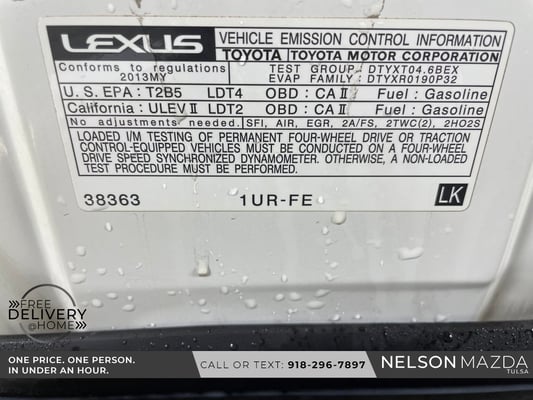 LEXUS
VEHICLE EMISSION CONTROL INFORMATION
TOYOTA TOYOTA MOTOR CORPORATION
Conforms to regulations
2013MY
TEST GROUP : DTYXT04.6BEX
EVAP FAMILY : DTYXR0190P32
U.S. EPA : T2B5 LDT4 OBD : CA II Fuel : Gasoline
California : ULEV II LDT2 OBD : CA II Fuel : Gasoline
No adjustments needed. SFI, AIR, EGR, 2A/FS, 2TWC(2), 2HO2S
LOADED I/M TESTING OF PERMANENT FOUR-WHEEL DRIVE OR TRACTION
CONTROL-EQUIPPED VEHICLES MUST BE CONDUCTED ON A FOUR-WHEEL
DRIVE SPEED SYNCHRONIZED DYNAMOMETER. OTHERWISE, A NON-LOADED
TEST PROCEDURE MUST BE PERFORMED.
38363 1UR-FE LK
FREE
DELIVERY
@HOME
ONE PRICE. ONE PERSON.
IN UNDER AN HOUR.
CALL OR TEXT: 918-296-7897
NELSON MAZDA
TULSA